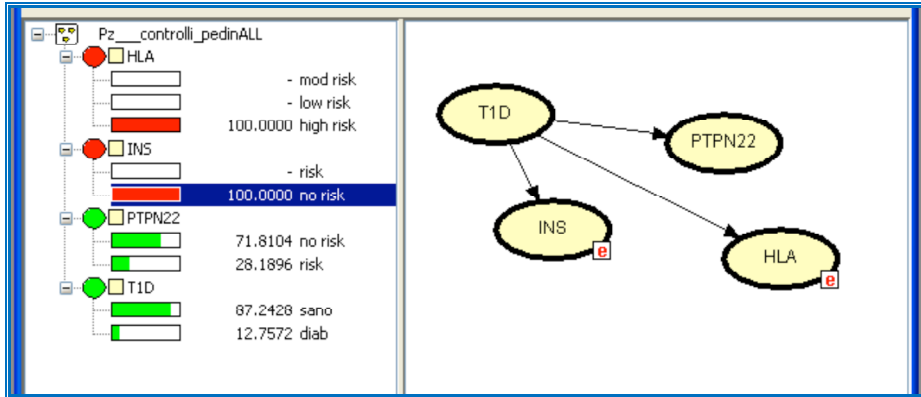 Pz___controlli_pedinALL
HLA
- mod risk
- low risk
100.0000 high risk
INS
- risk
100.0000 no risk
PTPN22
71.8104 no risk
28.1896 risk
T1D
87.2428 sano
12.7572 diab
T1D
PTPN22
INS
e
HLA
e